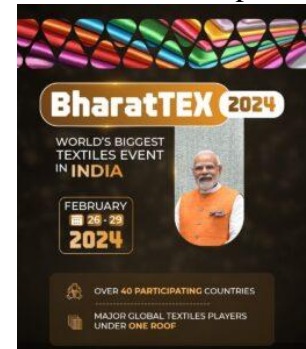 BharatTEX 2024
WORLD'S BIGGEST
TEXTILES EVENT
IN INDIA
FEBRUARY
26 - 29
2024
OVER 40 PARTICIPATING COUNTRIES
MAJOR GLOBAL TEXTILES PLAYERS
UNDER ONE ROOF